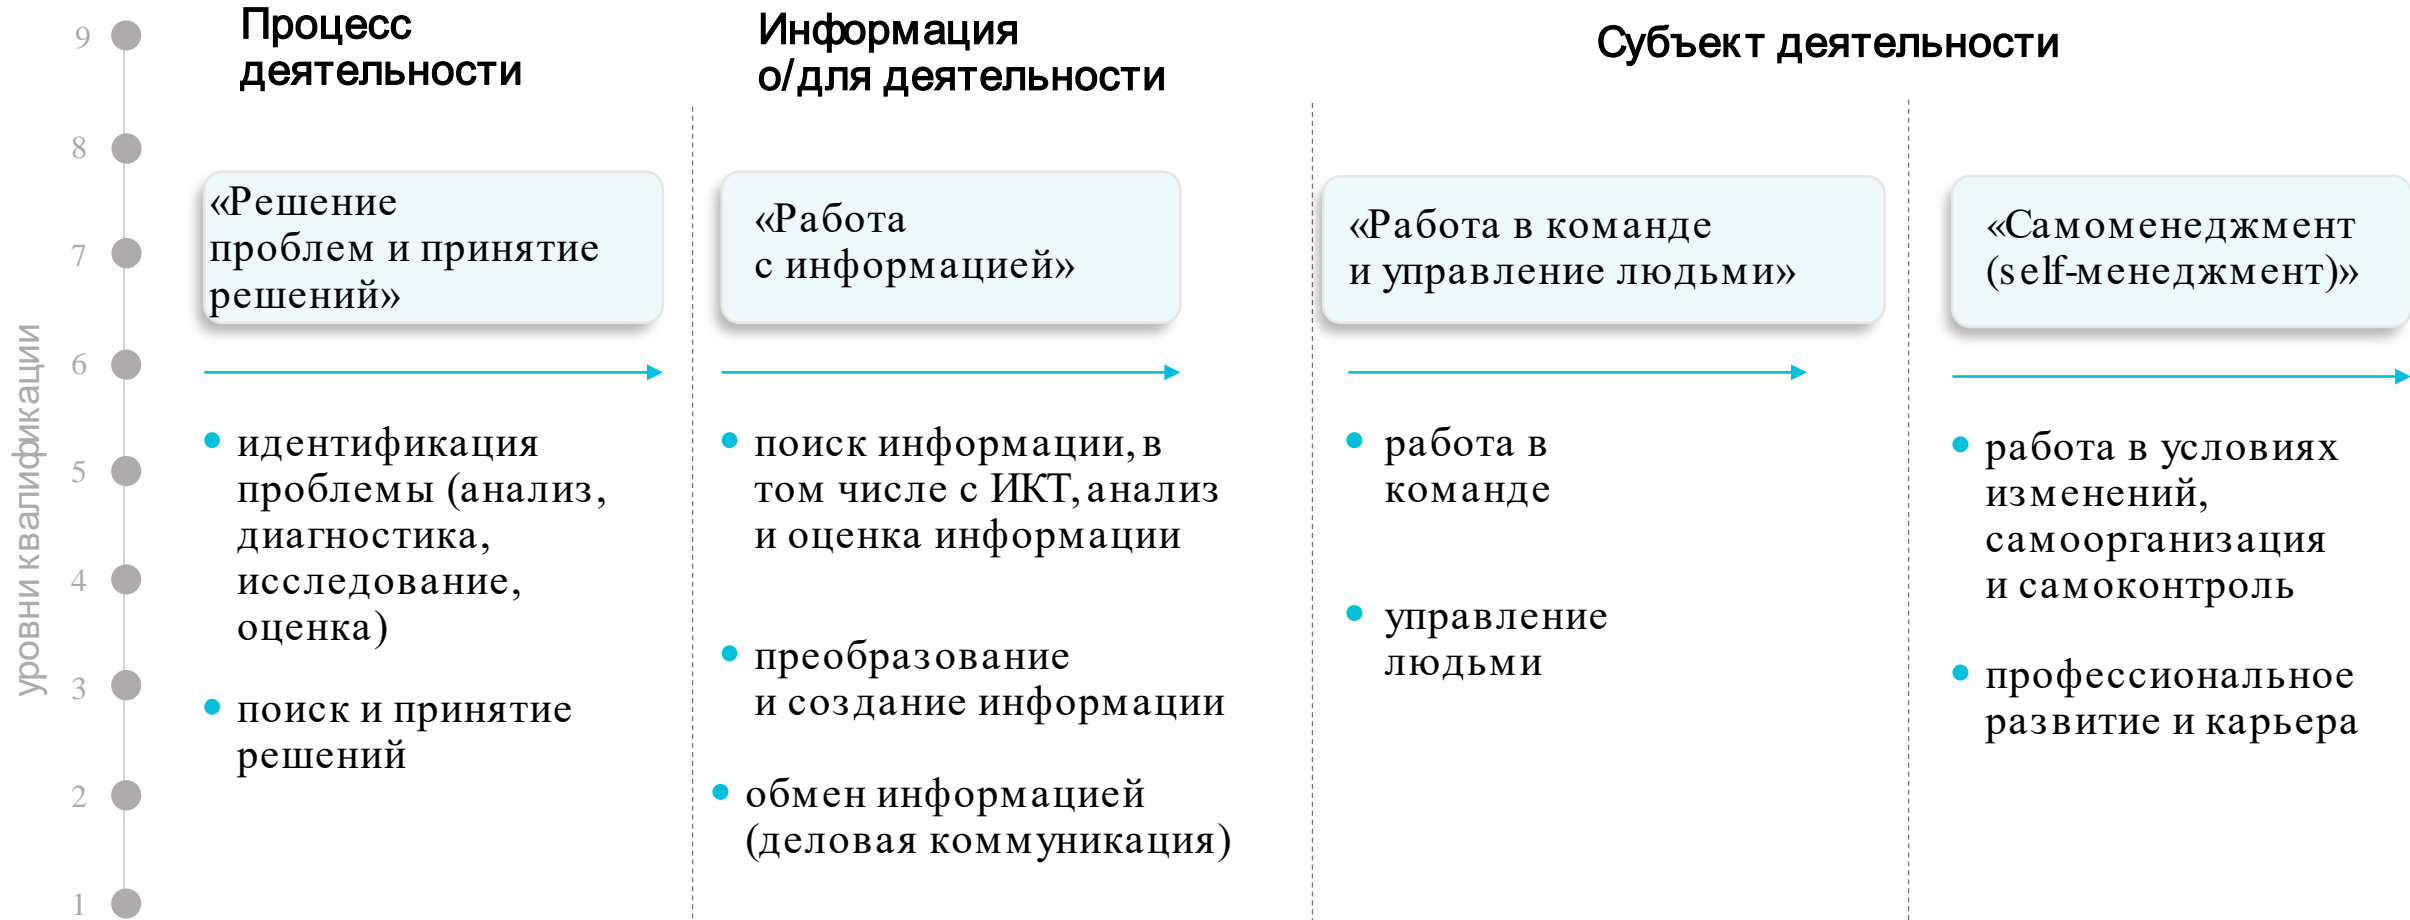 уровни квалификации
9
8
7
6
5
4
3
2
1
Процесс
деятельности
«Решение
проблем и принятие
решений»
идентификация
проблемы (анализ,
диагностика,
исследование,
оценка)
поиск и принятие
решений
Информация
о/для деятельности
«Работа
с информацией»
поиск информации, в
том числе с ИКТ, анализ
и оценка информации
преобразование
и создание информации
обмен информацией
(деловая коммуникация)
Субъект деятельности
«Работа в команде
и управление людьми»
работа в
команде
управление
людьми
«Самоменеджмент
(self-менеджмент)»
работа в условиях
изменений,
самоорганизация
и самоконтроль
профессиональное
развитие и карьера